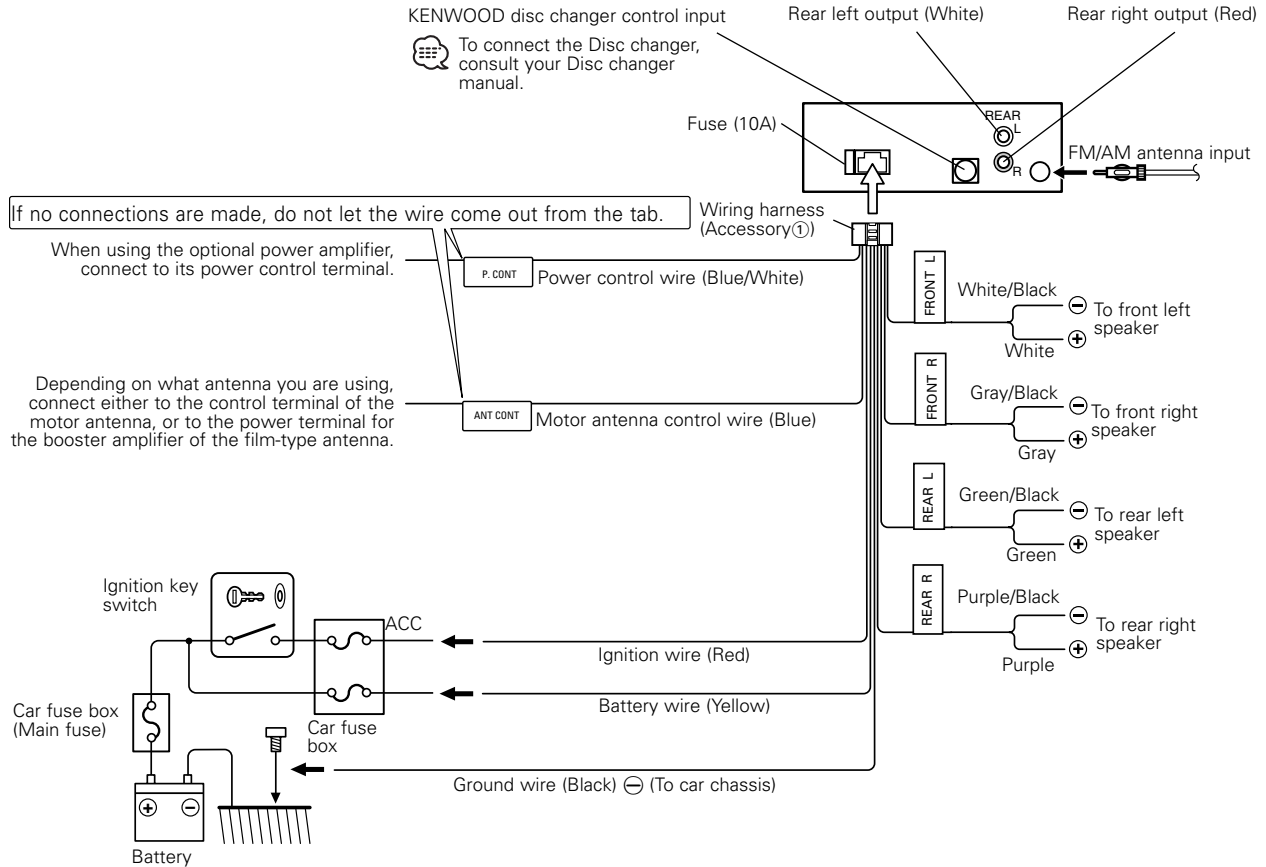 KENWOOD disc changer control input
To connect the Disc changer,
consult your Disc changer
manual.
Rear left output (White)
Rear right output (Red)
Fuse (10A)
REAR
L
R
FM/AM antenna input
If no connections are made, do not let the wire come out from the tab.
Wiring harness
(Accessory①)
When using the optional power amplifier,
connect to its power control terminal.
P. CONT
Power control wire (Blue/White)
Depending on what antenna you are using,
connect either to the control terminal of the
motor antenna, or to the power terminal for
the booster amplifier of the film-type antenna.
ANT CONT
Motor antenna control wire (Blue)
FRONT L
White/Black
⊖
To front left
speaker
White
⊕
FRONT R
Gray/Black
⊖
To front right
speaker
Gray
⊕
REAR L
Green/Black
⊖
To rear left
speaker
Green
⊕
REAR R
Purple/Black
⊖
To rear right
speaker
Purple
⊕
Ignition key
switch
ACC
Ignition wire (Red)
Car fuse box
(Main fuse)
Battery wire (Yellow)
Car fuse
box
Ground wire (Black) ⊖ (To car chassis)
⊕ ⊖
Battery